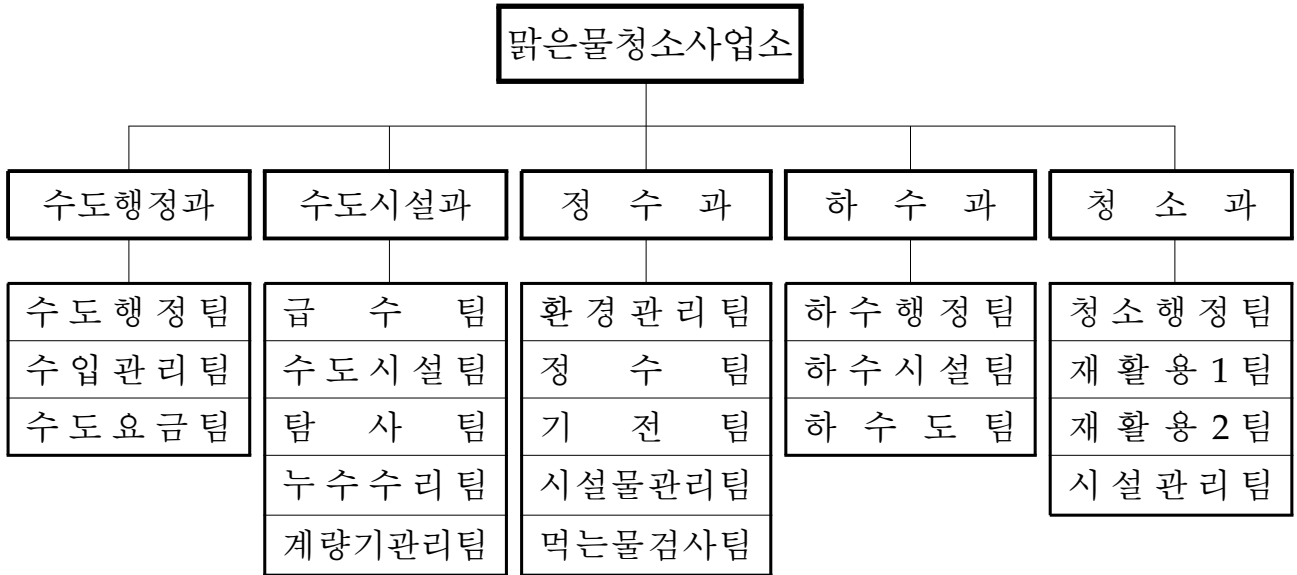 맑은물청소사업소
수도행정과 수도시설과 정 수 과 하 수 과 청 소 과
수도행정팀 급 수 팀 환경관리팀 하수행정팀 청소행정팀
수입관리팀 수도시설팀 정 수 팀 하수시설팀 재활용1팀
수도요금팀 탐 사 팀 기 전 팀 하 수 도 팀 재활용2팀
누수수리팀 시설물관리팀 시설관리팀
계량기관리팀 먹는물검사팀